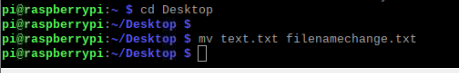 pi@raspberrypi:~ $ cd Desktop
pi@raspberrypi:~/Desktop $
pi@raspberrypi:~/Desktop $ mv text.txt filenamechange.txt
pi@raspberrypi:~/Desktop $